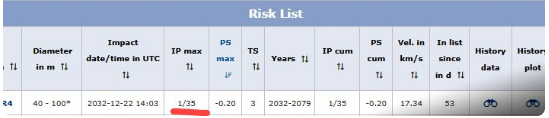 Risk List
Diameter in m
Impact date/time in UTC
IP max
PS max
TS
Years
IP cum
PS cum
Vel. in km/s
In list since in d
History data
History plot
R4
40 - 100*
2032-12-22 14:03
1/35
-0.20
3
2032-2079
1/35
-0.20
17.34
53